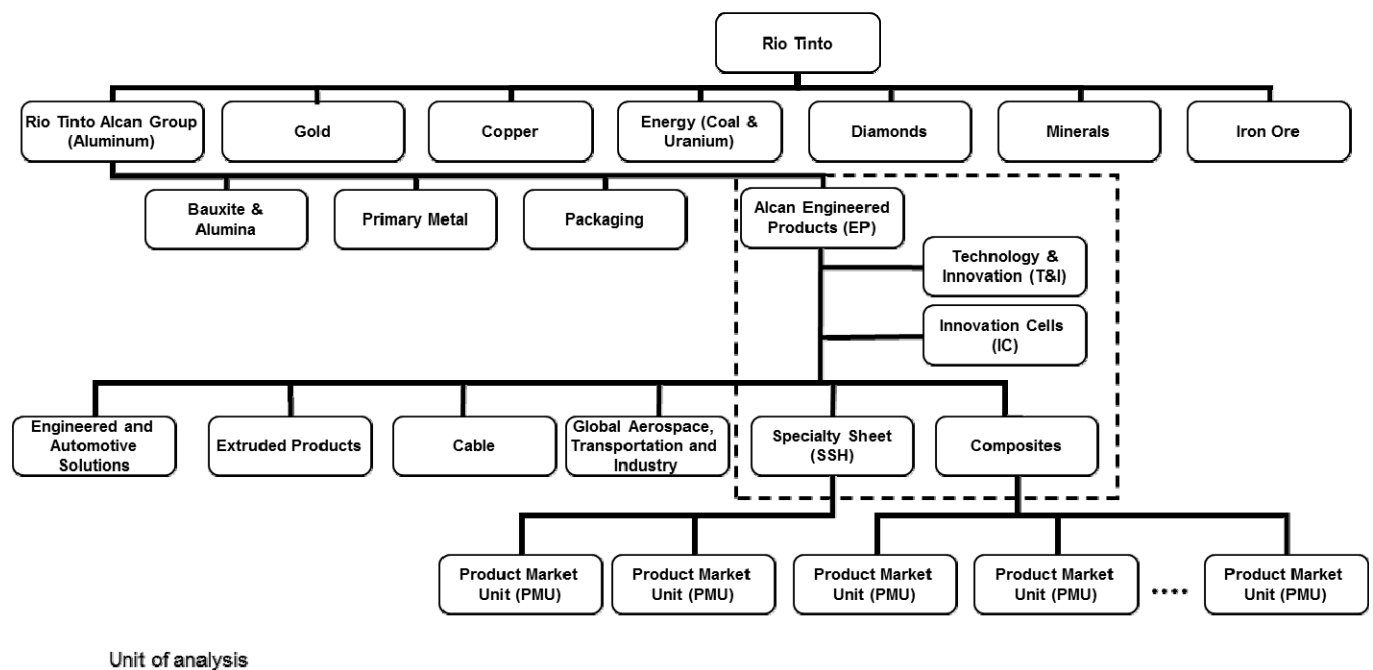 Rio Tinto
Rio Tinto Alcan Group
(Aluminum)
Gold
Copper
Energy (Coal &
Uranium)
Diamonds
Minerals
Iron Ore
Bauxite &
Alumina
Primary Metal
Packaging
Alcan Engineered
Products (EP)
Technology &
Innovation (T&I)
Innovation Cells
(IC)
Engineered and
Automotive
Solutions
Extruded Products
Cable
Global Aerospace,
Transportation and
Industry
Specialty Sheet
(SSH)
Composites
Product Market
Unit (PMU)
Product Market
Unit (PMU)
Product Market
Unit (PMU)
Product Market
Unit (PMU)
....
Product Market
Unit (PMU)
Unit of analysis